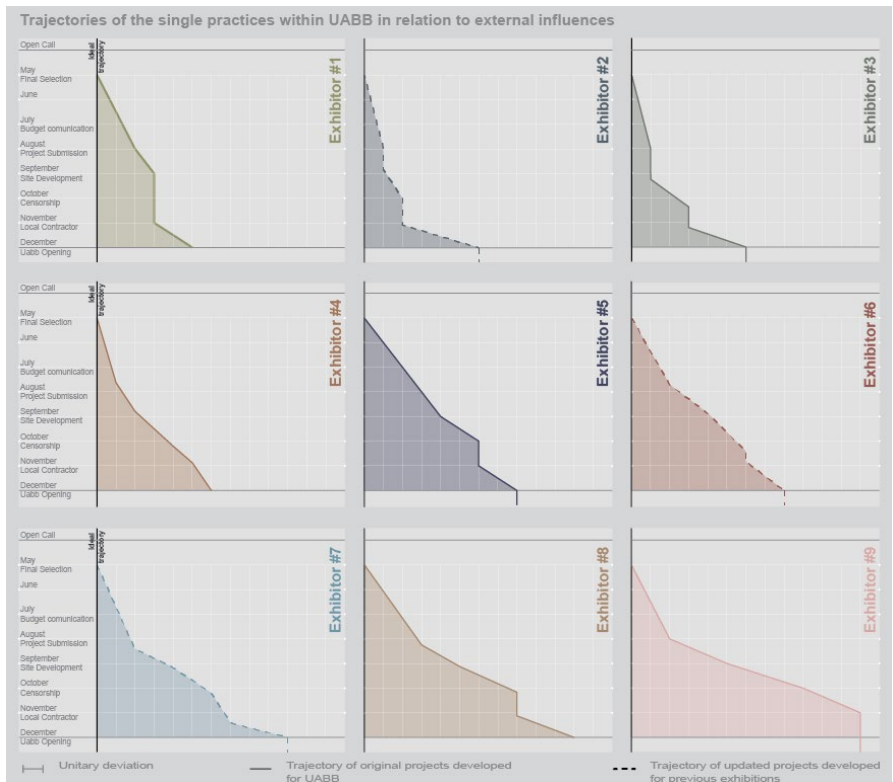 Trajectories of the single practices within UABB in relation to external influences
Open Call
Ideal
trajectory
May
Final Selection
June
July
Budget comunication
August
Project Submission
September
Site Development
October
Censorship
November
Local Contractor
December
Uabb Opening
Exhibitor #1
Exhibitor #2
Exhibitor #3
Open Call
Ideal
trajectory
May
Final Selection
June
July
Budget comunication
August
Project Submission
September
Site Development
October
Censorship
November
Local Contractor
December
Uabb Opening
Exhibitor #4
Exhibitor #5
Exhibitor #6
Open Call
Ideal
trajectory
May
Final Selection
June
July
Budget comunication
August
Project Submission
September
Site Development
October
Censorship
November
Local Contractor
December
Uabb Opening
Exhibitor #7
Exhibitor #8
Exhibitor #9
Unitary deviation
Trajectory of original projects developed
for UABB
Trajectory of updated projects developed
for previous exhibitions